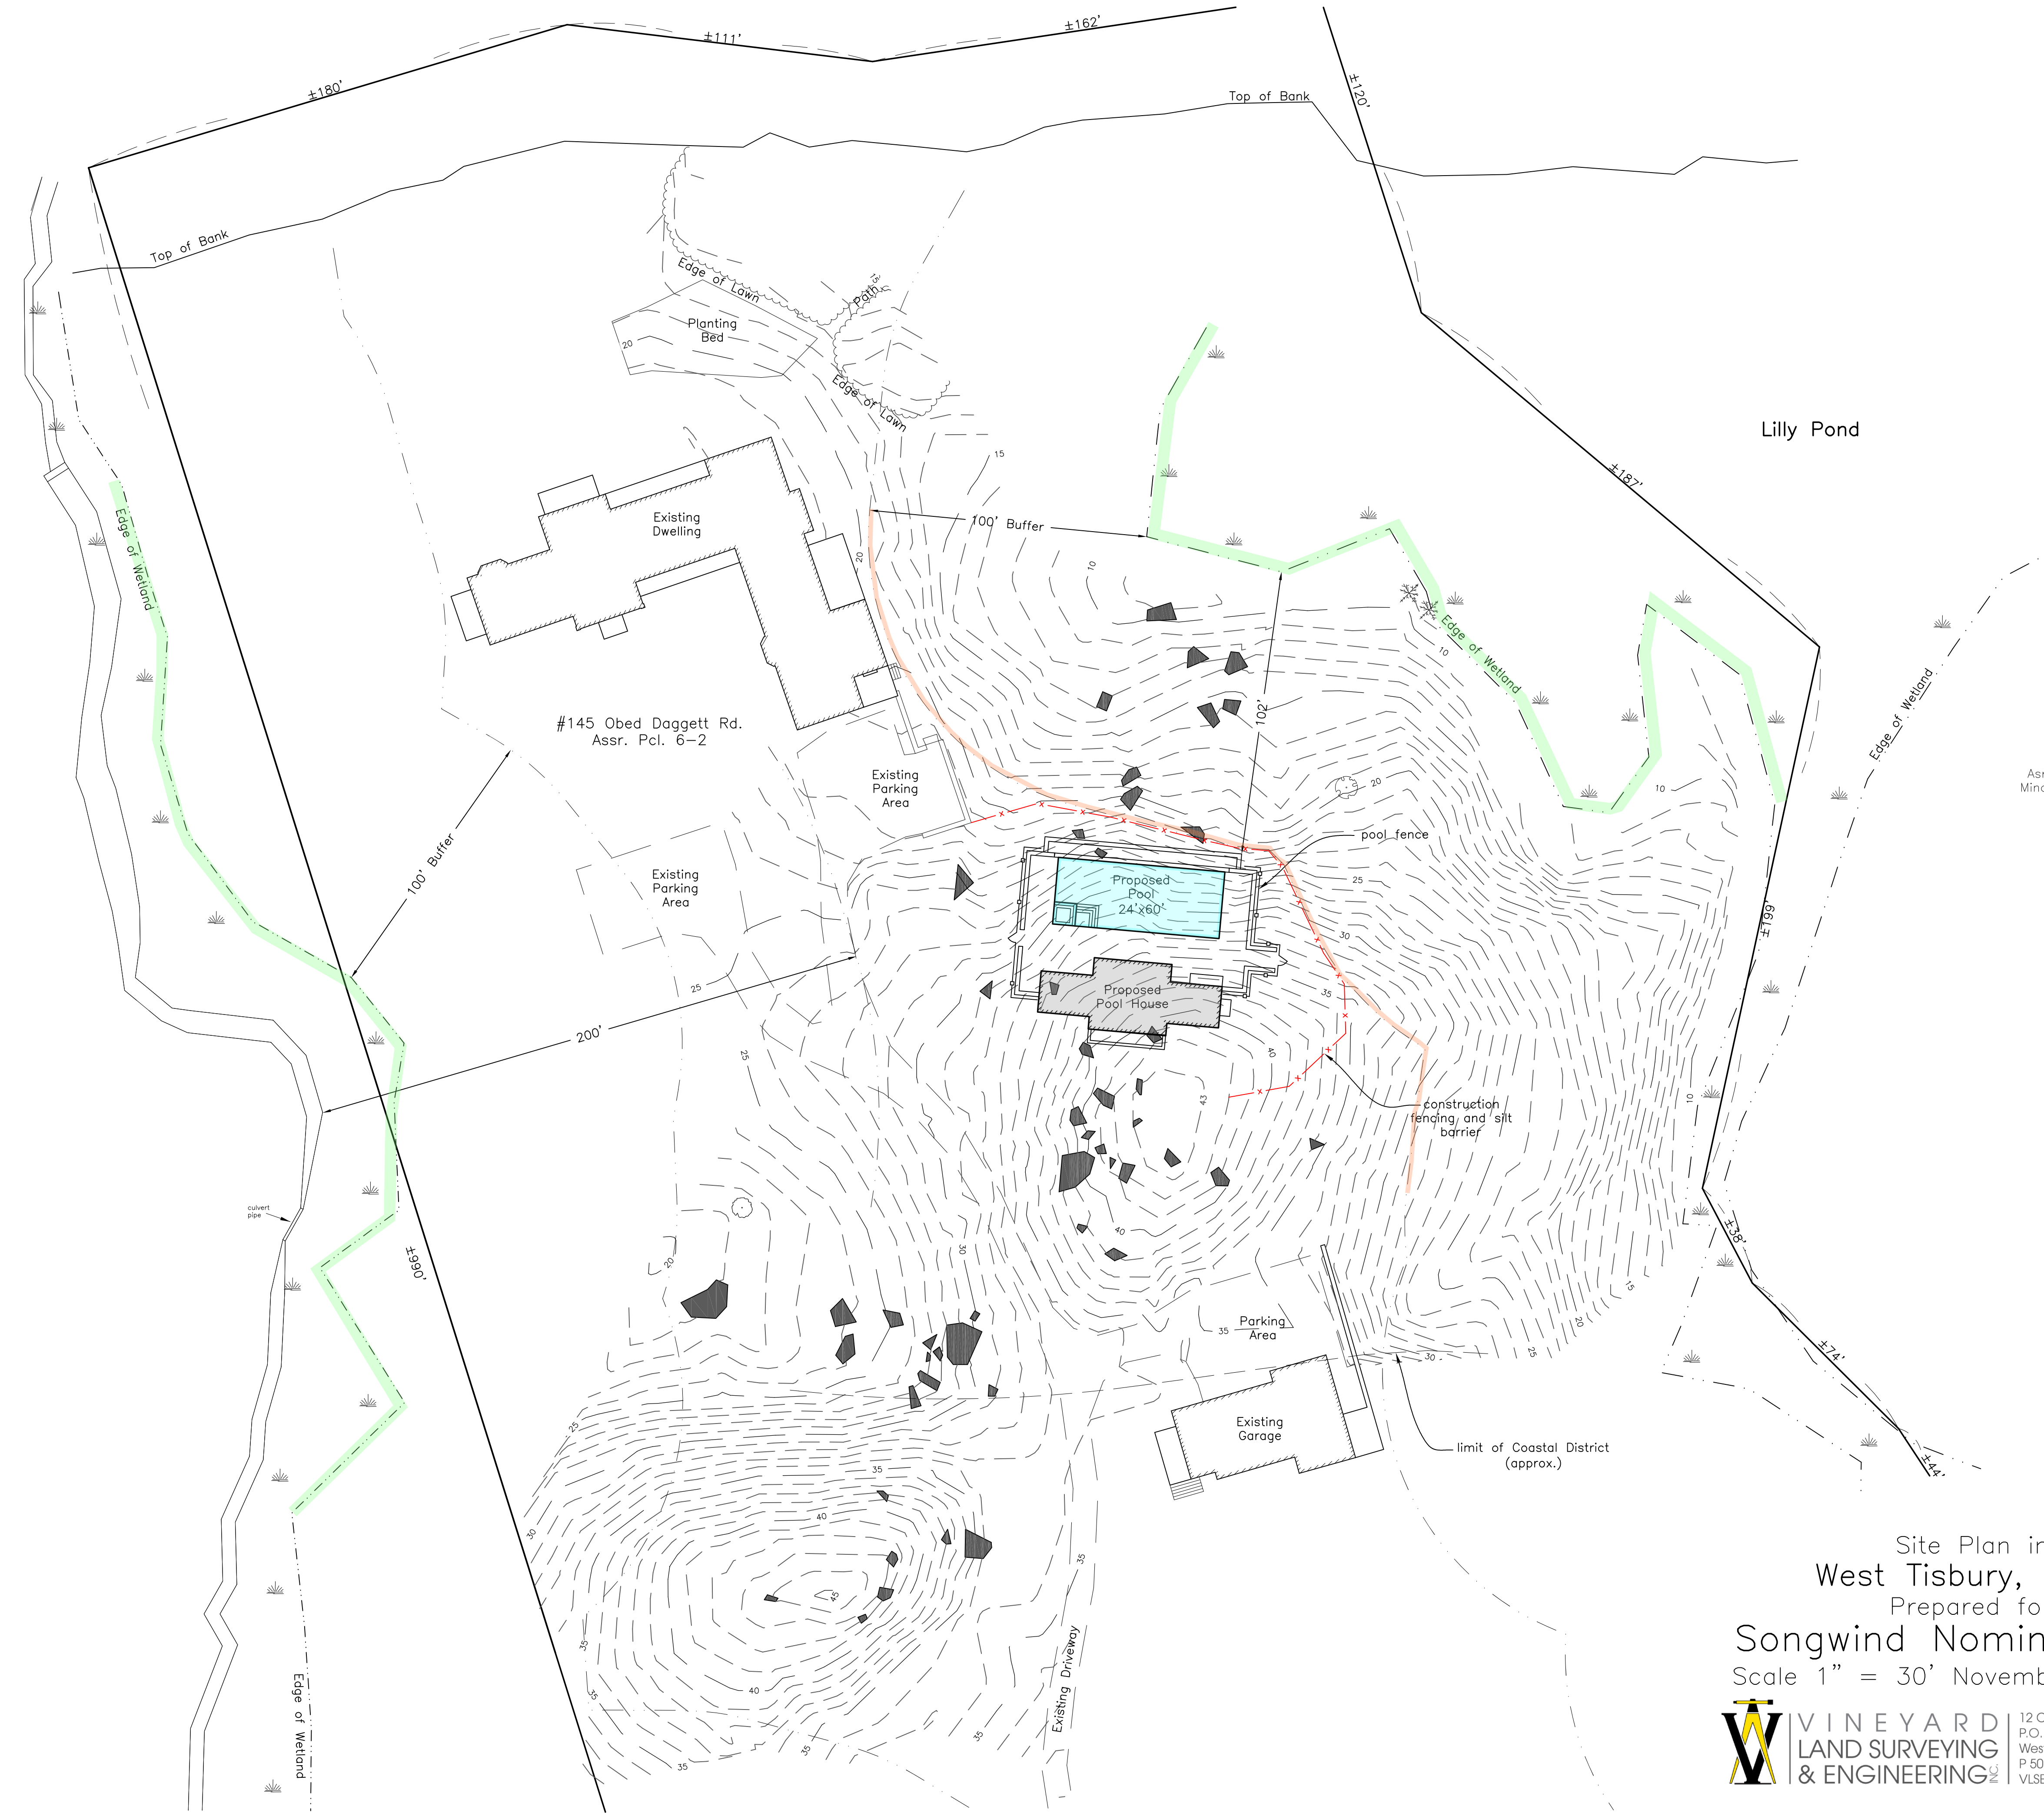 ±162'
±111'
±180'
±120'
Top of Bank
Top of Bank
Edge of Lawn
Path
15
Planting
Bed
20
Edge of Lawn
Lilly Pond
15
±187'
100' Buffer
Existing
Dwelling
20
10
Edge of Wetland
Edge of Wetland
10
Edge of Wetland
102'
#145 Obed Daggett Rd.
Assr. Pcl. 6-2
Existing
Parking
Area
20
10
pool fence
100' Buffer
Existing
Parking
Area
Proposed
Pool
24'x60'
25
±199'
30
25
Proposed
Pool House
35
200'
25
40
43
construction
fencing and silt
barrier
10
culvert
pipe
±990'
40
30
20
±38'
15
20
Parking
Area
35
25
30
±74'
25
Existing
Garage
limit of Coastal District
(approx.)
±44'
35
40
30
45
35
35
35
40
35
35
35
Existing Driveway
Edge of Wetland
Site Plan
West Tisbury,
Prepared
Songwind
Scale 1" = 30'
VINEYARD
LAND SURVEYING
& ENGINEERING INC.
12
P.O.
P